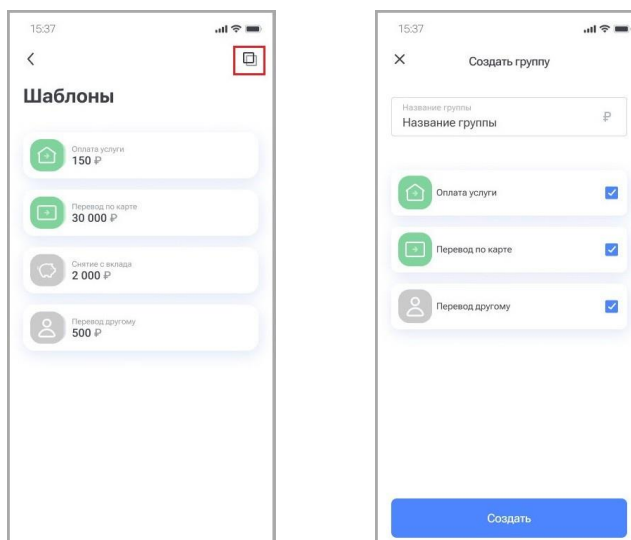 15:37
Шаблоны
Оплата услуги
150 ₽
Перевод по карте
30 000 ₽
Снятие с вклада
2 000 ₽
Перевод другому
500 ₽
15:37
Создать группу
Название группы
Название группы
₽
Оплата услуги
Перевод по карте
Перевод другому
Создать